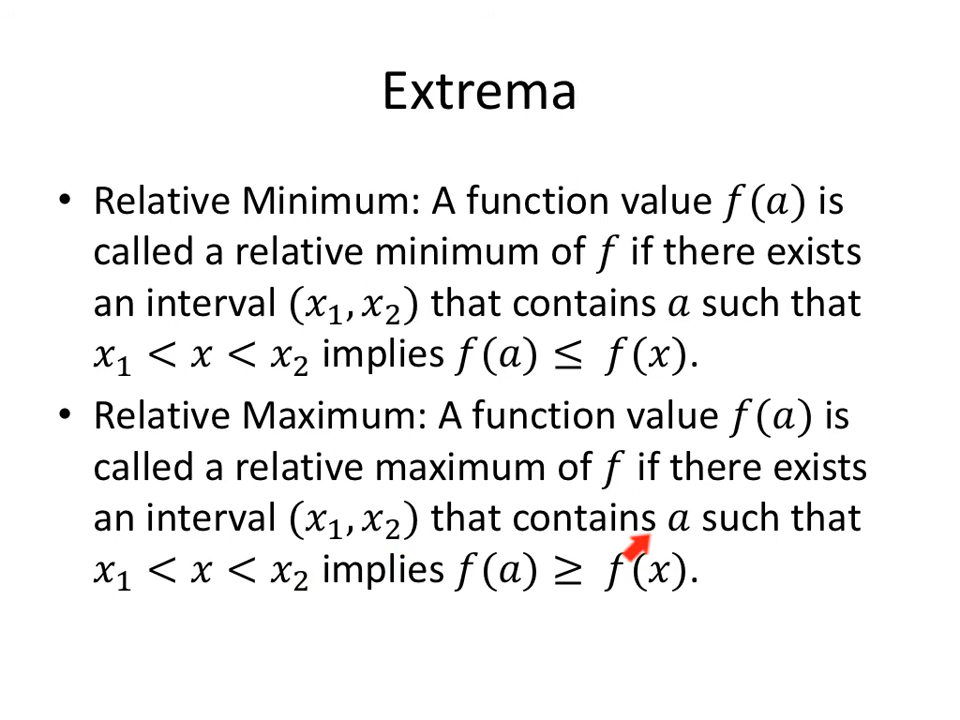 Extrema
• Relative Minimum: A function value 𝑓(𝑎) is
called a relative minimum of 𝑓 if there exists
an interval (𝑥₁, 𝑥₂) that contains 𝑎 such that
𝑥₁ < 𝑥 < 𝑥₂ implies 𝑓(𝑎) ≤ 𝑓(𝑥).
• Relative Maximum: A function value 𝑓(𝑎) is
called a relative maximum of 𝑓 if there exists
an interval (𝑥₁, 𝑥₂) that contains 𝑎 such that
𝑥₁ < 𝑥 < 𝑥₂ implies 𝑓(𝑎) ≥ 𝑓(𝑥).